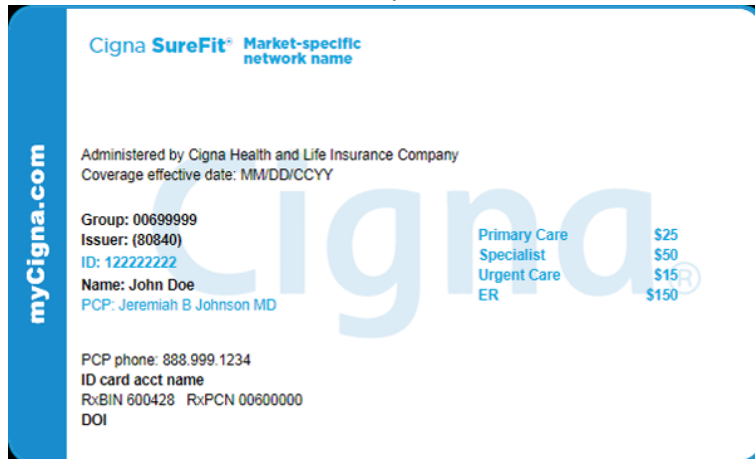 Cigna SureFit® Market-specific
network name
myCigna.com
Administered by Cigna Health and Life Insurance Company
Coverage effective date: MM/DD/CCYY
Cigna®
Group: 00699999
Issuer: (80840)
ID: 122222222
Name: John Doe
PCP: Jeremiah B Johnson MD
Primary Care $25
Specialist $50
Urgent Care $15
ER $150
PCP phone: 888.999.1234
ID card acct name
RxBIN 600428 RxPCN 00600000
DOI